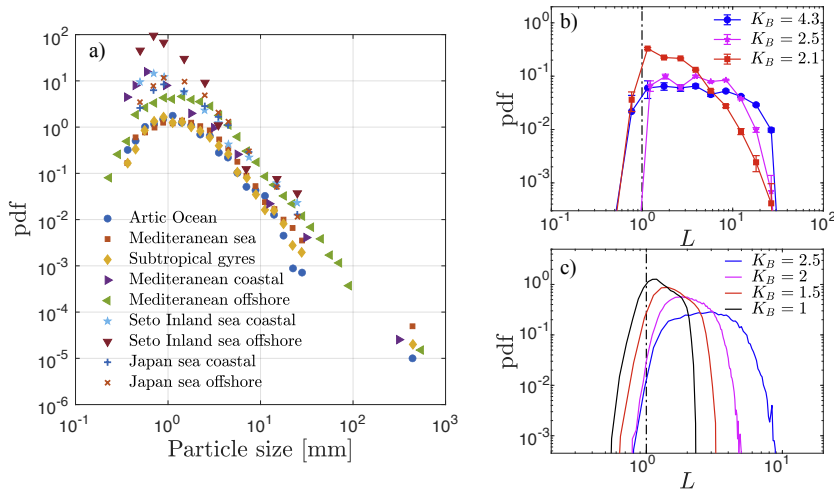 a)
pdf
10^3
10^2
10^1
10^0
10^-1
10^-2
10^-3
10^-4
10^-5
10^-6
Artic Ocean
Mediteranean sea
Subtropical gyres
Mediteranean coastal
Mediteranean offshore
Seto Inland sea coastal
Seto Inland sea offshore
Japan sea coastal
Japan sea offshore
10^-1 10^0 10^1 10^2 10^3
Particle size [mm]
b)
pdf
10^0
10^-1
10^-2
10^-3
K_B = 4.3
K_B = 2.5
K_B = 2.1
10^-1 10^0 10^1 10^2
L
c)
pdf
10^0
10^-1
10^-2
10^-3
K_B = 2.5
K_B = 2
K_B = 1.5
K_B = 1
10^0 10^1
L